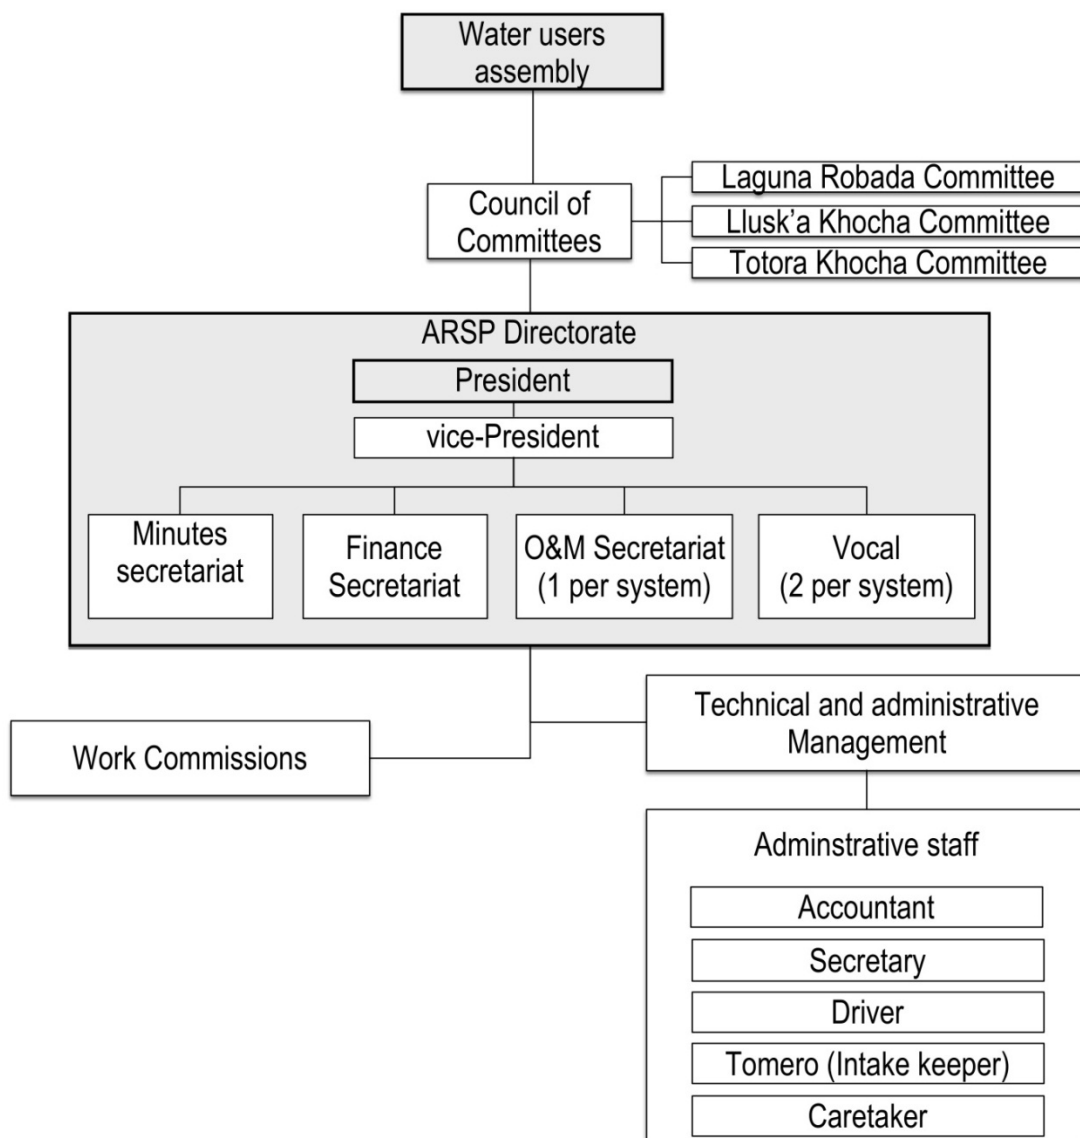 Water users
assembly
Council of
Committees
Laguna Robada Committee
Llusk'a Khocha Committee
Totora Khocha Committee
ARSP Directorate
President
vice-President
Minutes
secretariat
Finance
Secretariat
O&M Secretariat
(1 per system)
Vocal
(2 per system)
Work Commissions
Technical and administrative
Management
Adminstrative staff
Accountant
Secretary
Driver
Tomero (Intake keeper)
Caretaker